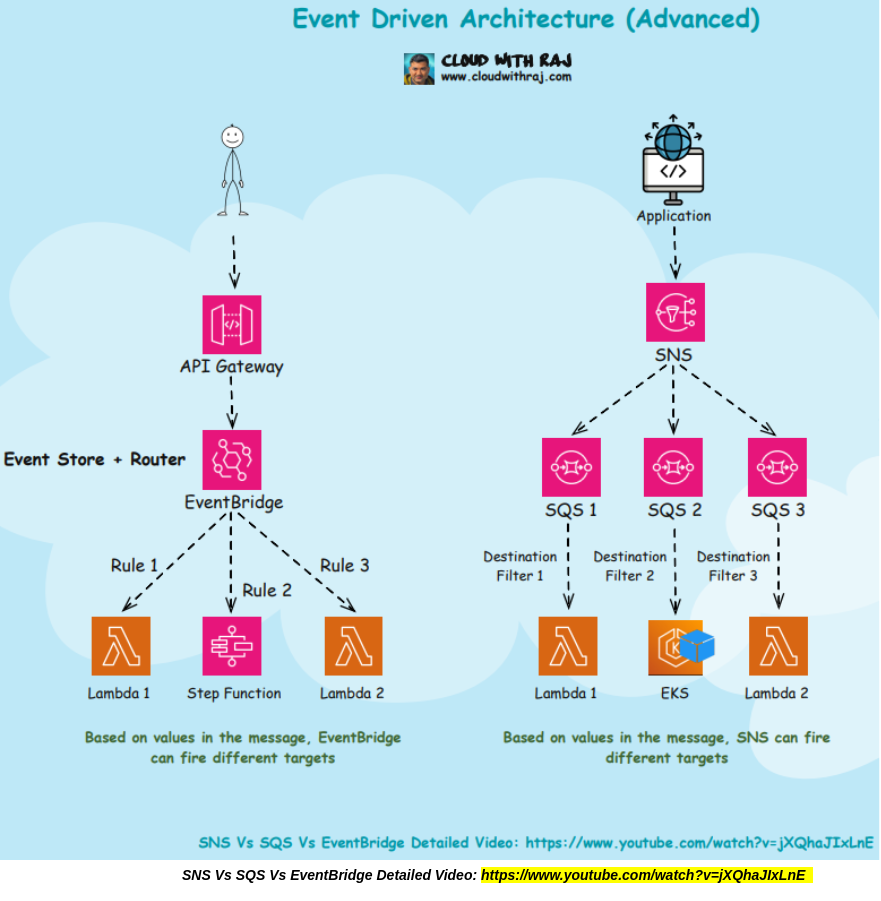 Event Driven Architecture (Advanced)
CLOUD WITH RAJ
www.cloudwithraj.com
API Gateway
Event Store + Router
EventBridge
Rule 1
Rule 2
Rule 3
Lambda 1
Step Function
Lambda 2
Based on values in the message, EventBridge
can fire different targets
Application
</>
SNS
SQS 1
SQS 2
SQS 3
Destination
Filter 1
Destination
Filter 2
Destination
Filter 3
Lambda 1
EKS
Lambda 2
Based on values in the message, SNS can fire
different targets
SNS Vs SQS Vs EventBridge Detailed Video: https://www.youtube.com/watch?v=jXQhaJIxLnE
SNS Vs SQS Vs EventBridge Detailed Video: https://www.youtube.com/watch?v=jXQhaJIxLnE